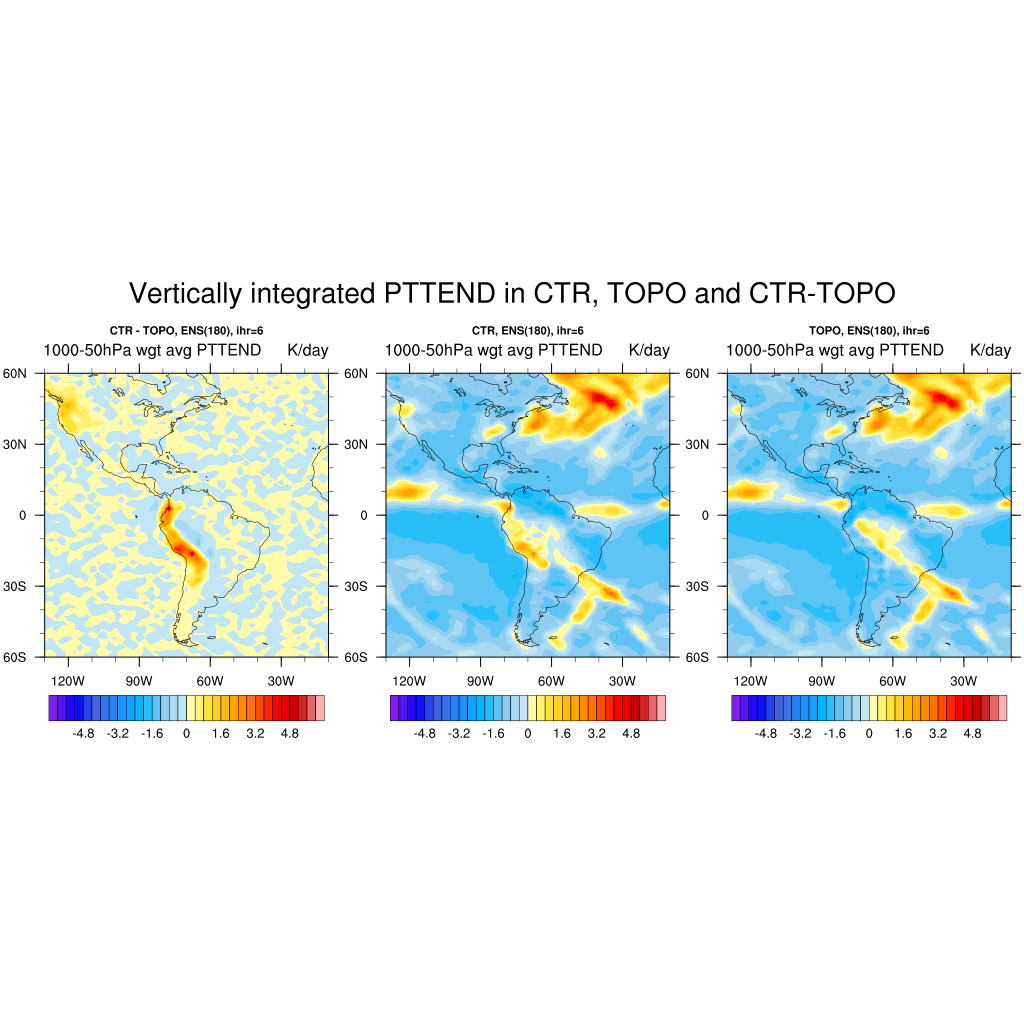 Vertically integrated PTTEND in CTR, TOPO and CTR-TOPO
CTR - TOPO, ENS(180), ihr=6
1000-50hPa wgt avg PTTEND K/day
60N
30N
0
30S
60S
120W 90W 60W 30W
-4.8 -3.2 -1.6 0 1.6 3.2 4.8
CTR, ENS(180), ihr=6
1000-50hPa wgt avg PTTEND K/day
60N
30N
0
30S
60S
120W 90W 60W 30W
-4.8 -3.2 -1.6 0 1.6 3.2 4.8
TOPO, ENS(180), ihr=6
1000-50hPa wgt avg PTTEND K/day
60N
30N
0
30S
60S
120W 90W 60W 30W
-4.8 -3.2 -1.6 0 1.6 3.2 4.8